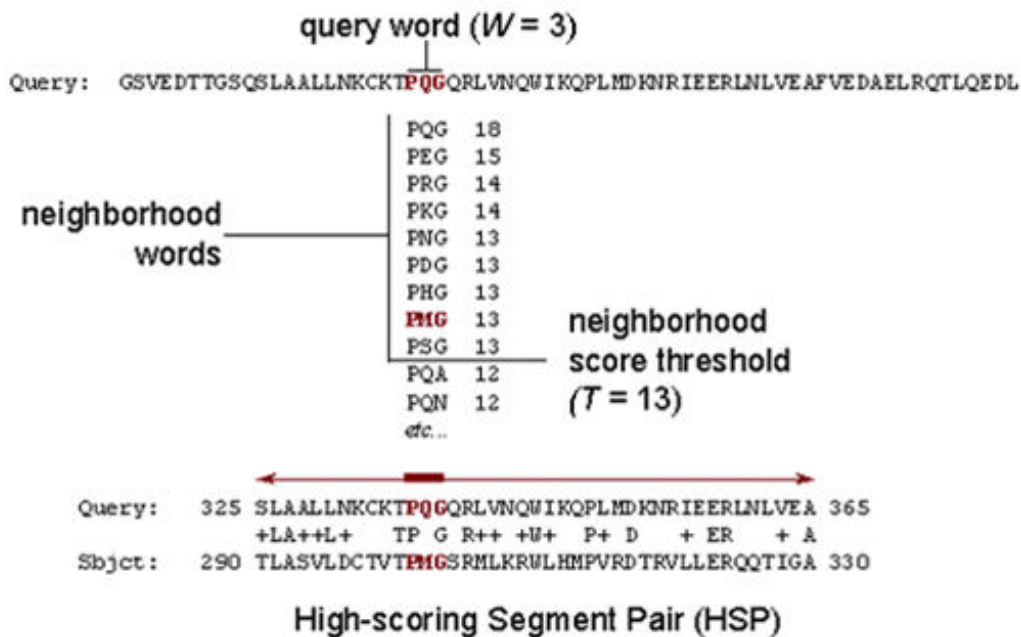 query word (W = 3)
Query: GSVEDTTGSQSLAALLNKCKTPQGQRLVNQWIKQPLMDKNRIEERLNLVEAFVEDAELRQTLQEDL
PQG 18
PEG 15
PRG 14
PKG 14
PNG 13
PDG 13
PHG 13
PMG 13
PSG 13
PQA 12
PQN 12
etc...
neighborhood
words
neighborhood
score threshold
(T = 13)
Query: 325 SLAALLNKCKTPQGQRLVNQWIKQPLMDKNRIEERLNLVEA 365
+LA++L+ TP G R++ +W+ P+ D + ER + A
Sbjct: 290 TLASVLDCTVTPMGSRMLKRWLHMPVRDTRVLLERQQTIGA 330
High-scoring Segment Pair (HSP)